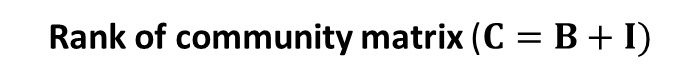 Rank of community matrix (C = B + I)